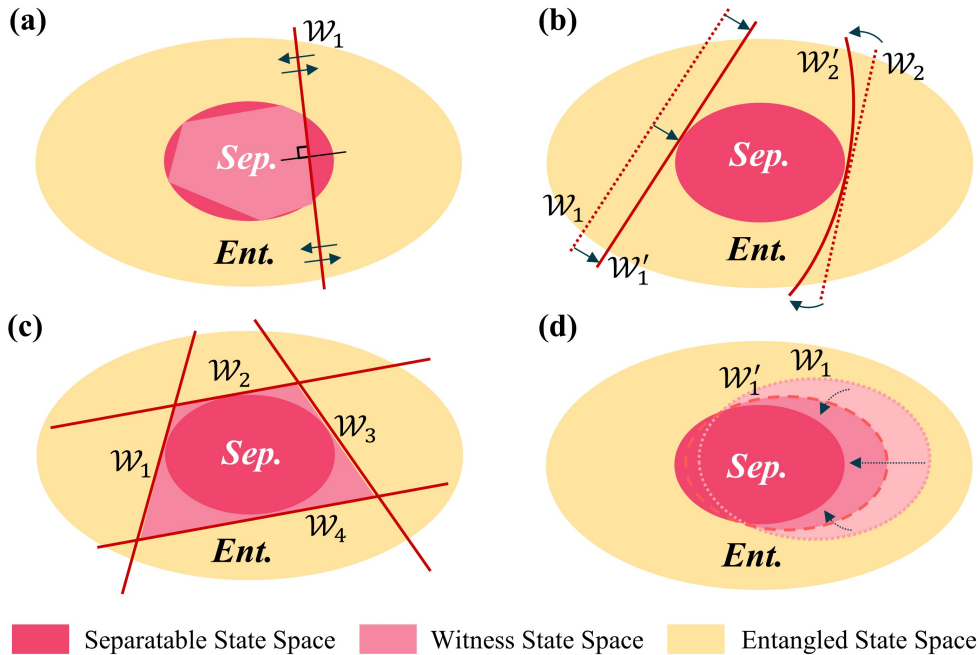 (a)
𝒲₁
Sep.
Ent.
(b)
𝒲₂′
𝒲₂
Sep.
𝒲₁
𝒲₁′
Ent.
(c)
𝒲₂
𝒲₃
𝒲₁
Sep.
𝒲₄
Ent.
(d)
𝒲₁
𝒲₁′
Sep.
Ent.
Separatable State Space
Witness State Space
Entangled State Space